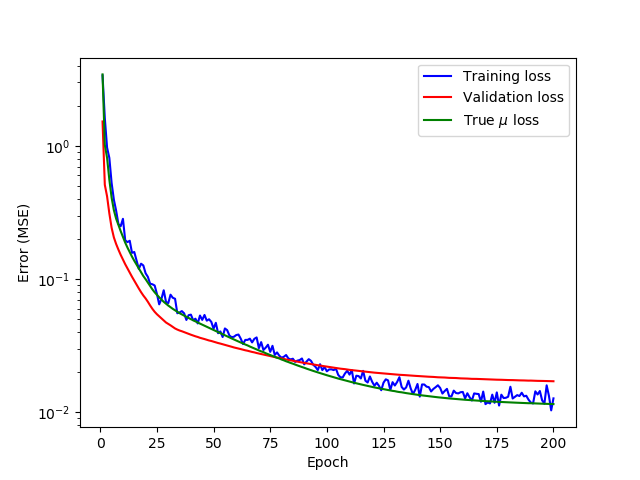 Training loss
Validation loss
True μ loss
10⁰
10⁻¹
10⁻²
Error (MSE)
0 25 50 75 100 125 150 175 200
Epoch